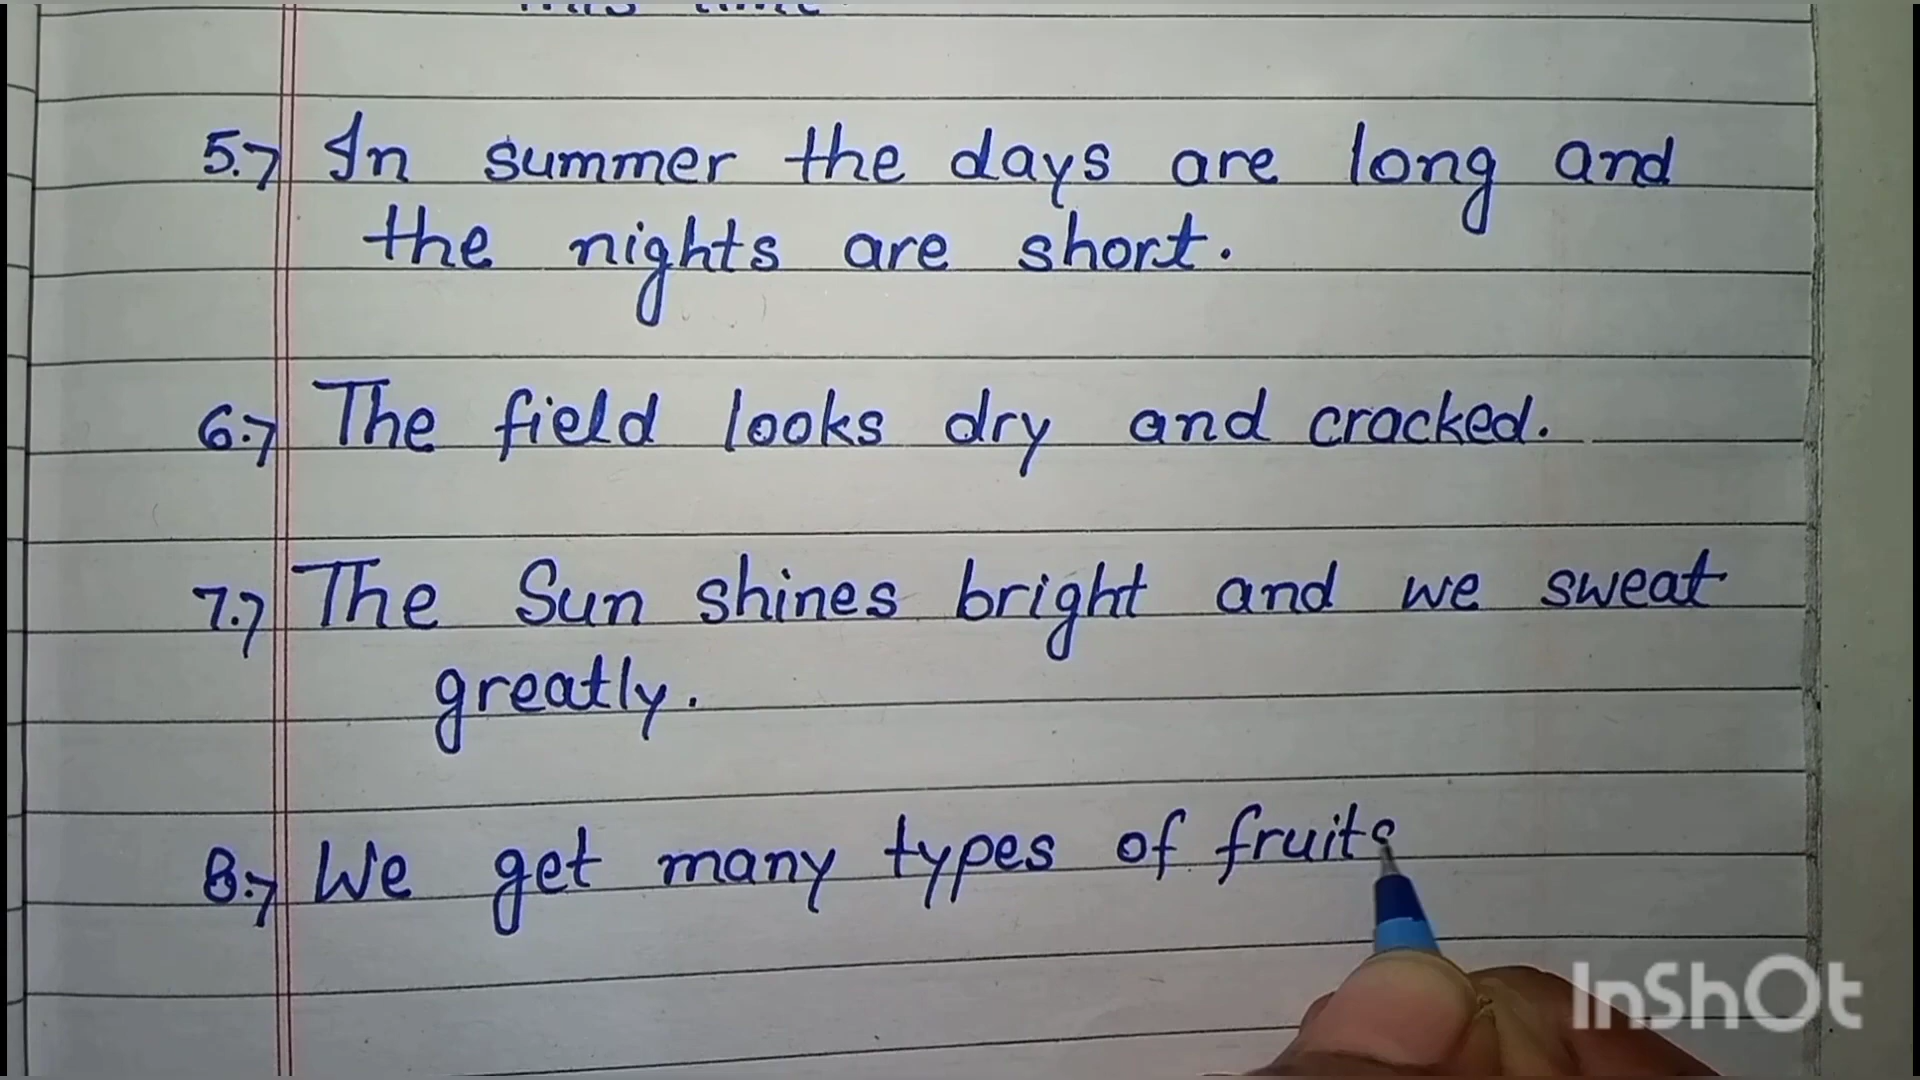 this time
5.7 In summer the days are long and
the nights are short.
6.7 The field looks dry and cracked.
7.7 The Sun shines bright and we sweat
greatly.
8.7 We get many types of fruits
InShOt